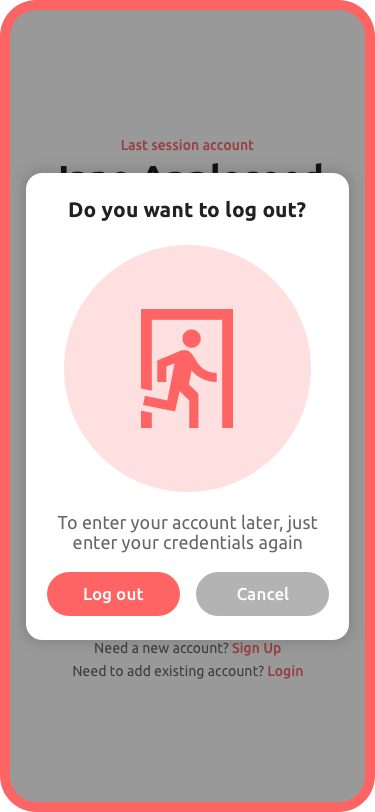 Last session account
Do you want to log out?
To enter your account later, just
enter your credentials again
Log out
Cancel
Need a new account? Sign Up
Need to add existing account? Login